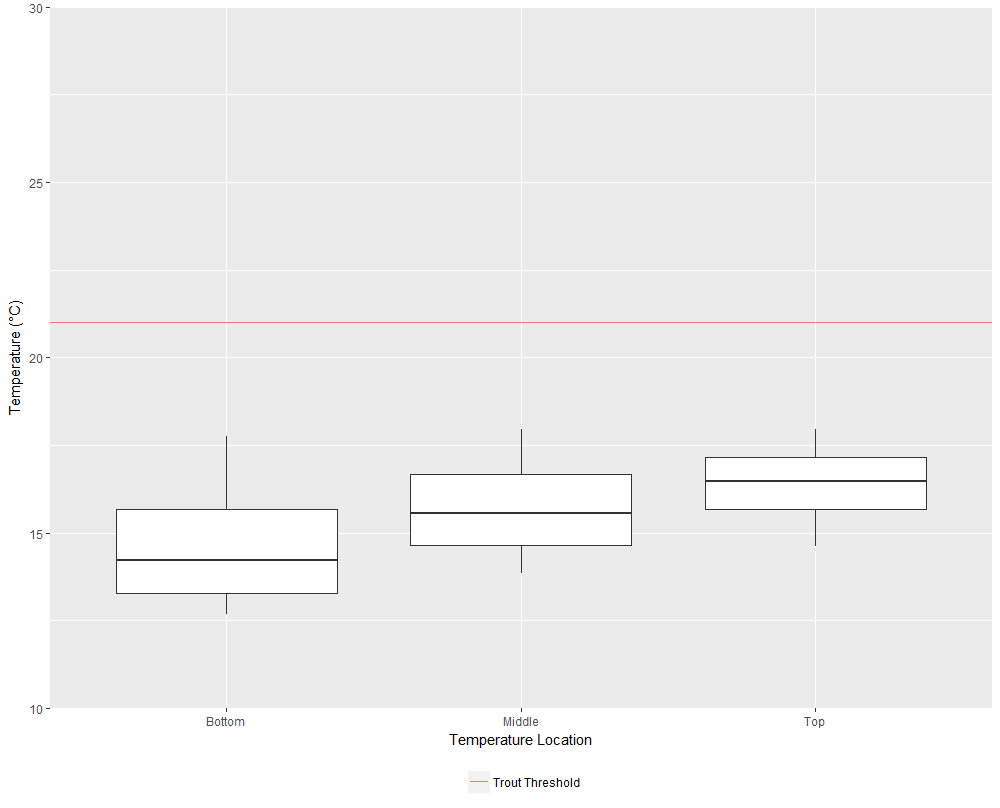 30
25
20
15
10
Temperature (°C)
Bottom Middle Top
Temperature Location
Trout Threshold